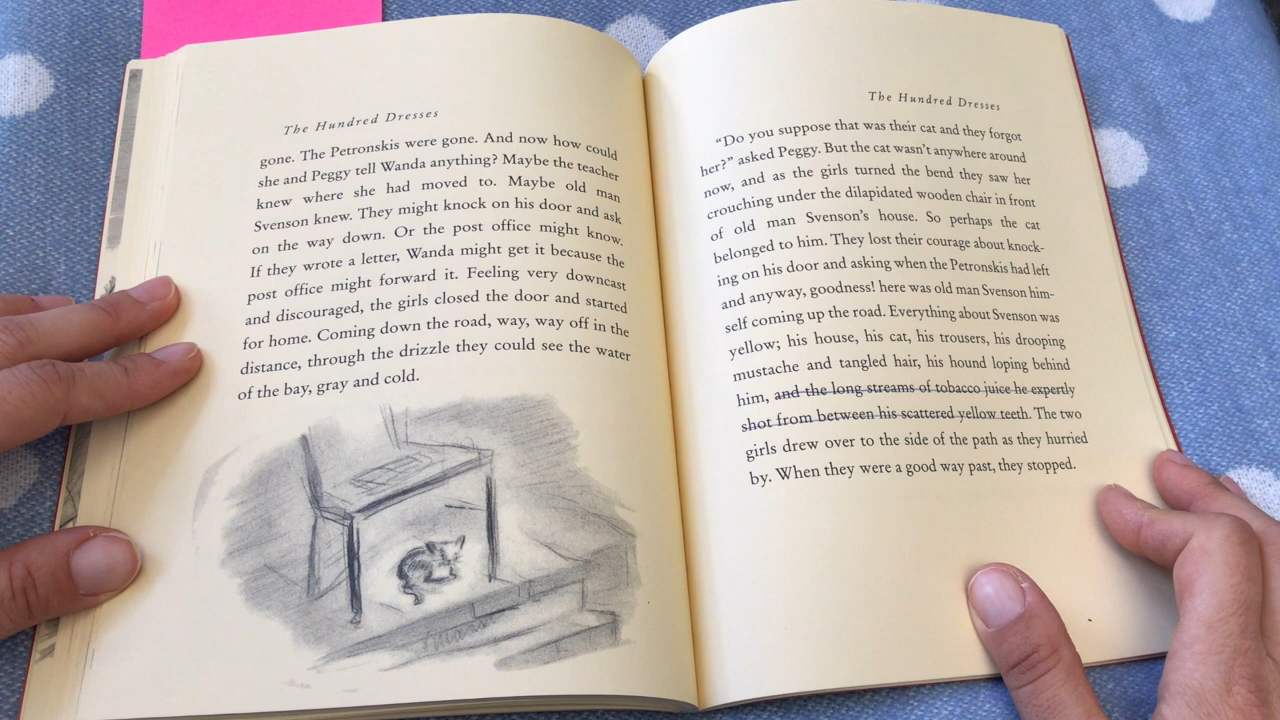 The Hundred Dresses
gone. The Petronskis were gone. And now how could
she and Peggy tell Wanda anything? Maybe the teacher
knew where she had moved to. Maybe old man
Svenson knew. They might knock on his door and ask
on the way down. Or the post office might know.
If they wrote a letter, Wanda might get it because the
post office might forward it. Feeling very downcast
and discouraged, the girls closed the door and started
for home. Coming down the road, way, way off in the
distance, through the drizzle they could see the water
of the bay, gray and cold.
The Hundred Dresses
“Do you suppose that was their cat and they forgot
her?” asked Peggy. But the cat wasn’t anywhere around
now, and as the girls turned the bend they saw her
crouching under the dilapidated wooden chair in front
of old man Svenson’s house. So perhaps the cat
belonged to him. They lost their courage about knock-
ing on his door and asking when the Petronskis had left
and anyway, goodness! here was old man Svenson him-
self coming up the road. Everything about Svenson was
yellow; his house, his cat, his trousers, his drooping
mustache and tangled hair, his hound loping behind
him, and the long streams of tobacco juice he expertly
shot from between his scattered yellow teeth. The two
girls drew over to the side of the path as they hurried
by. When they were a good way past, they stopped.